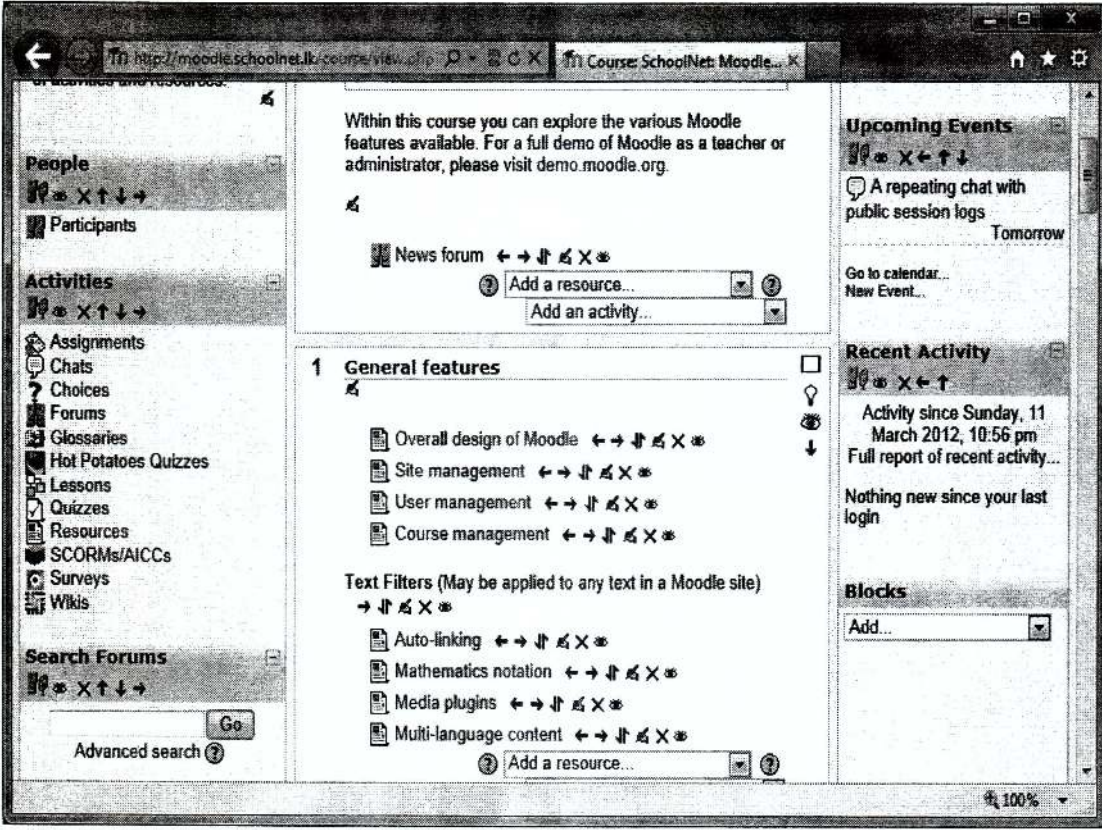 http://moodle.schoolnet.lk/course/view.php
Course: SchoolNet: Moodle...
of activities and resources.
People
Participants
Activities
Assignments
Chats
Choices
Forums
Glossaries
Hot Potatoes Quizzes
Lessons
Quizzes
Resources
SCORMs/AICCs
Surveys
Wikis
Search Forums
Go
Advanced search
Within this course you can explore the various Moodle
features available. For a full demo of Moodle as a teacher or
administrator, please visit demo.moodle.org.
News forum
Add a resource...
Add an activity...
1 General features
Overall design of Moodle
Site management
User management
Course management
Text Filters (May be applied to any text in a Moodle site)
Auto-linking
Mathematics notation
Media plugins
Multi-language content
Add a resource...
Upcoming Events
A repeating chat with
public session logs
Tomorrow
Go to calendar...
New Event...
Recent Activity
Activity since Sunday, 11
March 2012, 10:56 pm
Full report of recent activity...
Nothing new since your last
login
Blocks
Add...
100%